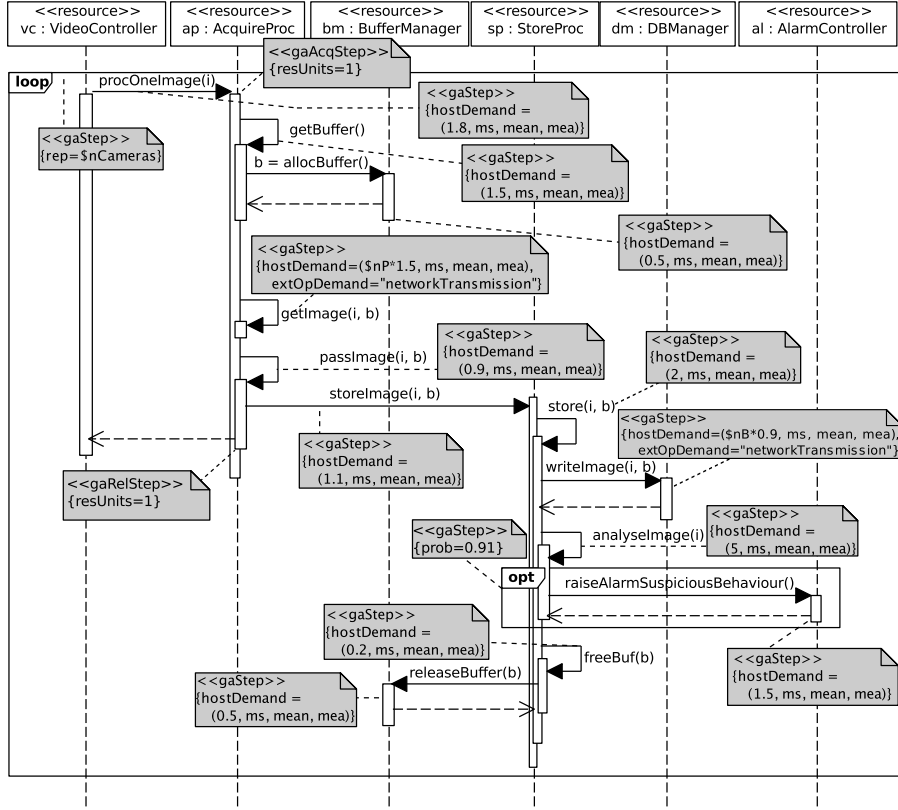 <<resource>>
vc : VideoController
<<resource>>
ap : AcquireProc
<<resource>>
bm : BufferManager
<<resource>>
sp : StoreProc
<<resource>>
dm : DBManager
<<resource>>
al : AlarmController
<<gaAcqStep>>
{resUnits=1}
loop
procOneImage(i)
<<gaStep>>
{hostDemand =
(1.8, ms, mean, mea)}
<<gaStep>>
{rep=$nCameras}
getBuffer()
<<gaStep>>
{hostDemand =
(1.5, ms, mean, mea)}
b = allocBuffer()
<<gaStep>>
{hostDemand =
(0.5, ms, mean, mea)}
<<gaStep>>
{hostDemand=($nP*1.5, ms, mean, mea),
extOpDemand="networkTransmission"}
getImage(i, b)
<<gaStep>>
{hostDemand =
(0.9, ms, mean, mea)}
passImage(i, b)
<<gaStep>>
{hostDemand =
(2, ms, mean, mea)}
storeImage(i, b)
store(i, b)
<<gaStep>>
{hostDemand=($nB*0.9, ms, mean, mea),
extOpDemand="networkTransmission"}
<<gaStep>>
{hostDemand =
(1.1, ms, mean, mea)}
writeImage(i, b)
<<gaRelStep>>
{resUnits=1}
<<gaStep>>
{prob=0.91}
analyseImage(i)
<<gaStep>>
{hostDemand =
(5, ms, mean, mea)}
opt
raiseAlarmSuspiciousBehaviour()
<<gaStep>>
{hostDemand =
(0.2, ms, mean, mea)}
freeBuf(b)
<<gaStep>>
{hostDemand =
(1.5, ms, mean, mea)}
releaseBuffer(b)
<<gaStep>>
{hostDemand =
(0.5, ms, mean, mea)}